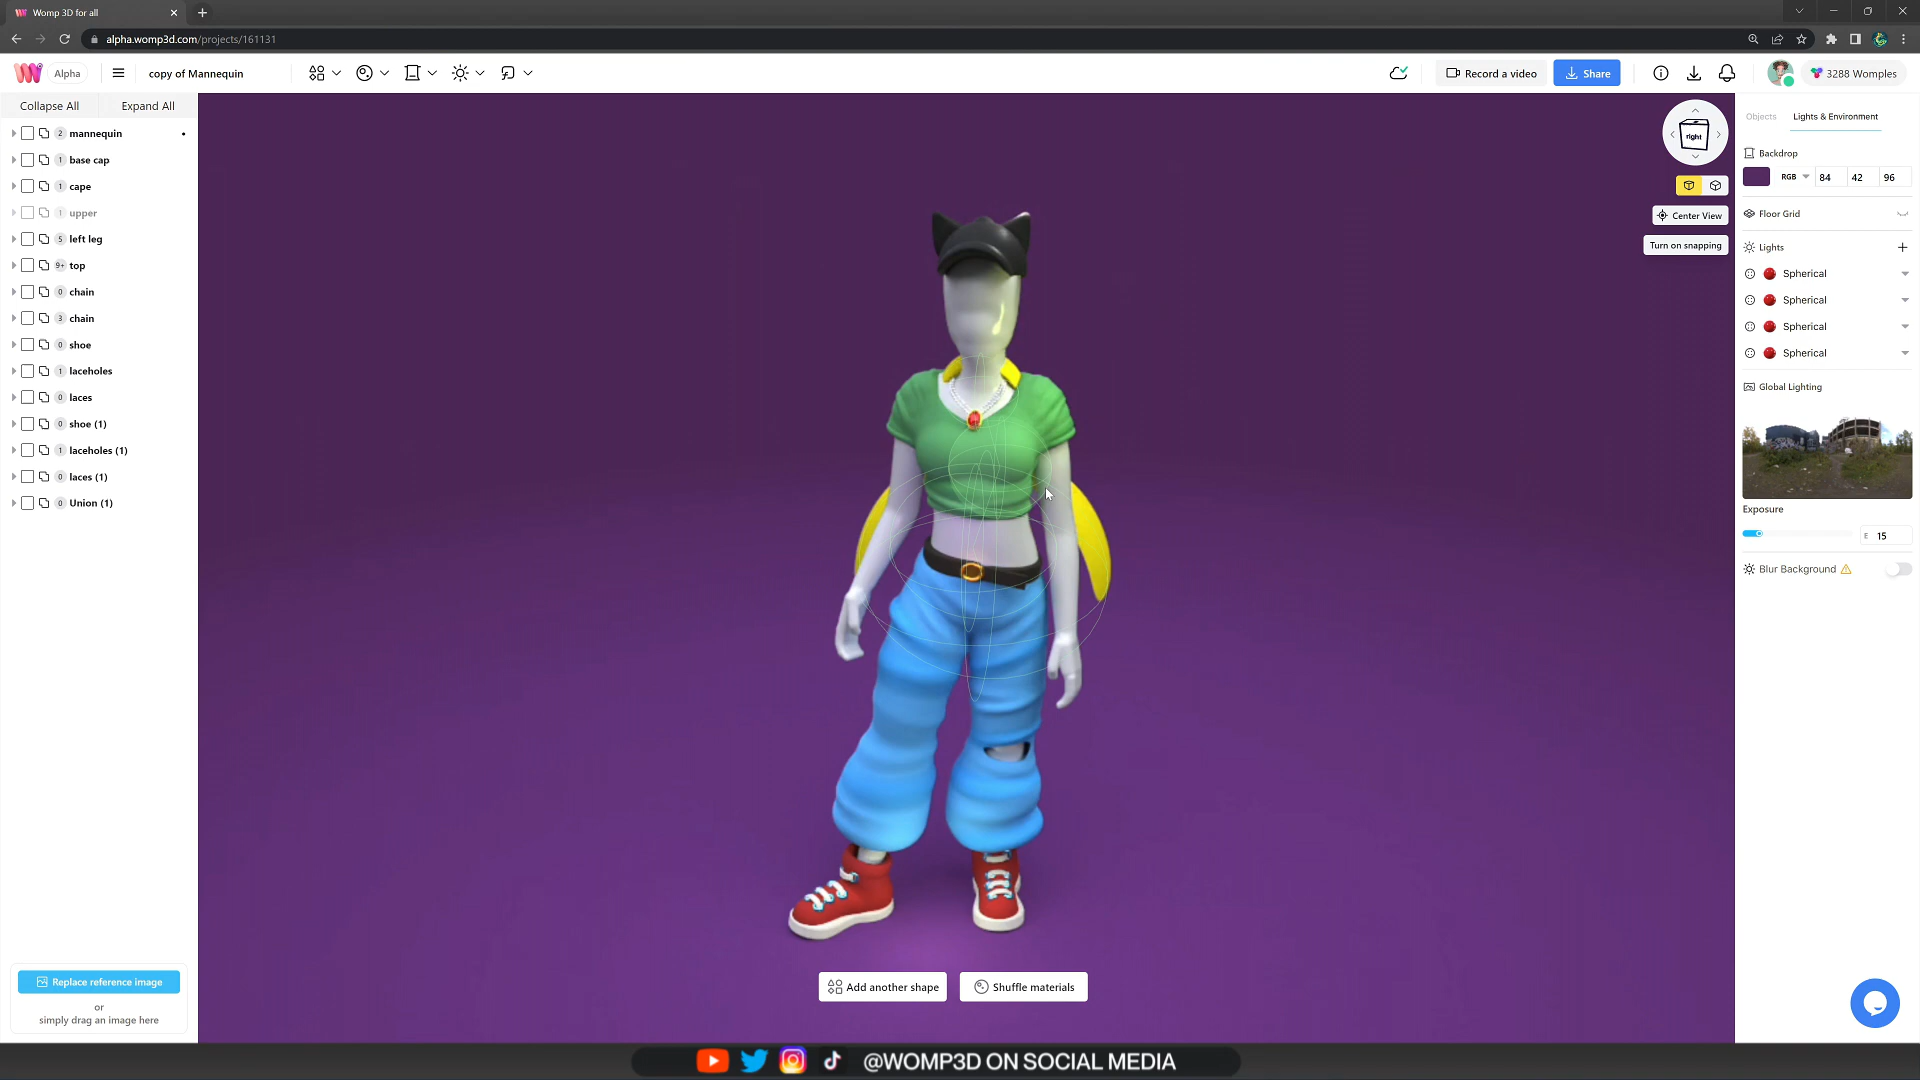 Womp 3D for all
alpha.womp3d.com/projects/161131
Alpha
copy of Mannequin
Record a video
Share
3288 Womples
Collapse All
Expand All
2 mannequin
1 base cap
1 cape
1 upper
5 left leg
9+ top
0 chain
3 chain
0 shoe
1 laceholes
0 laces
0 shoe (1)
1 laceholes (1)
0 laces (1)
0 Union (1)
Replace reference image
or
simply drag an image here
right
Center View
Turn on snapping
Add another shape
Shuffle materials
Objects
Lights & Environment
Backdrop
RGB 84 42 96
Floor Grid
Lights
Spherical
Spherical
Spherical
Spherical
Global Lighting
Exposure
E 15
Blur Background
@WOMP3D ON SOCIAL MEDIA